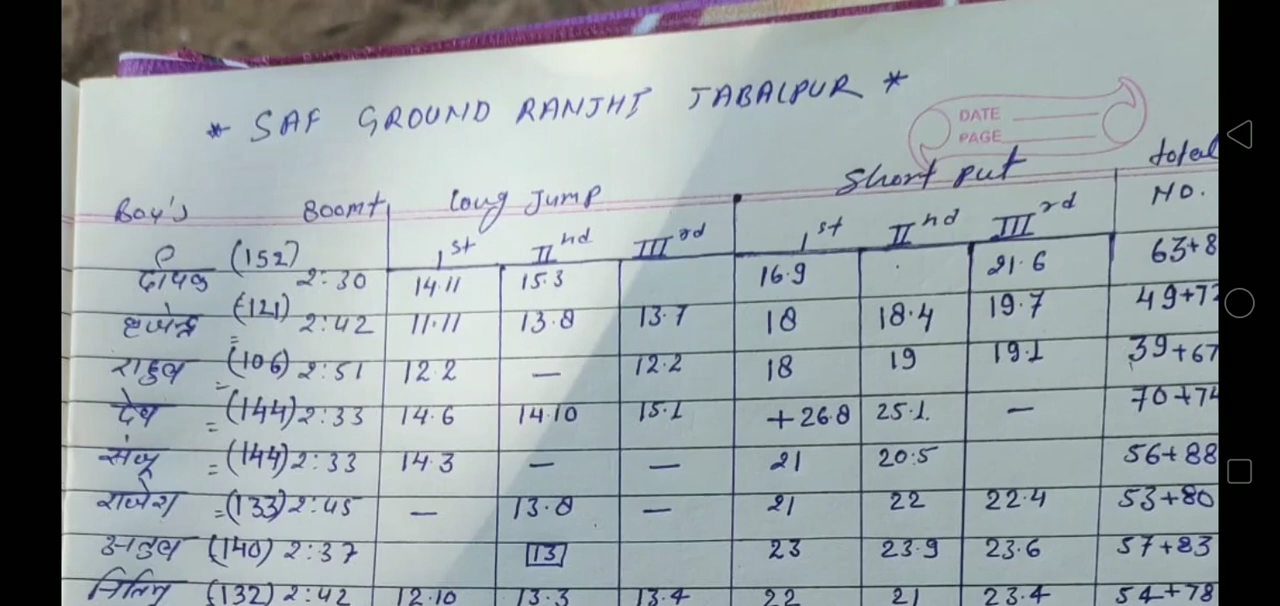 * SAF GROUND RANJHI JABALPUR *
DATE
PAGE
Boy's 800mt Long Jump Short Put total NO.
1st IInd IIIrd 1st IInd IIIrd
दीपक (152) 2:30 14.11 15.3 16.9 21.6 63+8
(121) 2:42 11.11 13.8 13.7 18 18.4 19.7 49+72
राहुल =(106) 2:51 12.2 — 12.2 18 19 19.1 39+67
देव =(144) 2:33 14.6 14.10 15.1 +26.8 25.1. — 70+74
संजू =(144) 2:33 14.3 — — 21 20.5 56+88
राजेश =(133) 2:45 — 13.8 — 21 22 22.4 53+80
(140) 2:37 13 23 23.9 23.6 57+83
(132) 2:42 12.10 13.3 13.4 22 21 23.4 54+78